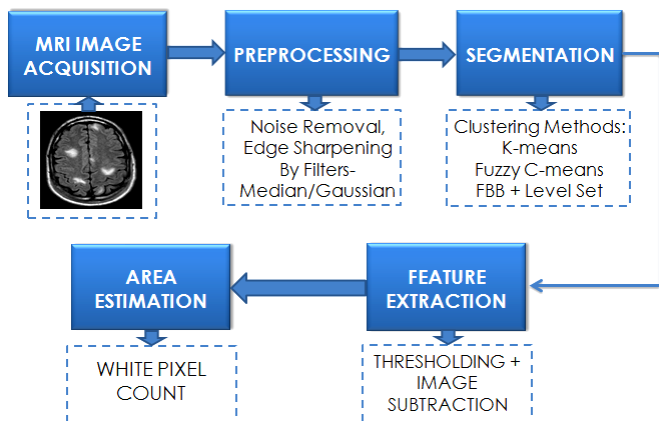 MRI IMAGE
ACQUISITION
PREPROCESSING
SEGMENTATION
Noise Removal,
Edge Sharpening
By Filters-
Median/Gaussian
Clustering Methods:
K-means
Fuzzy C-means
FBB + Level Set
AREA
ESTIMATION
FEATURE
EXTRACTION
WHITE PIXEL
COUNT
THRESHOLDING +
IMAGE
SUBTRACTION